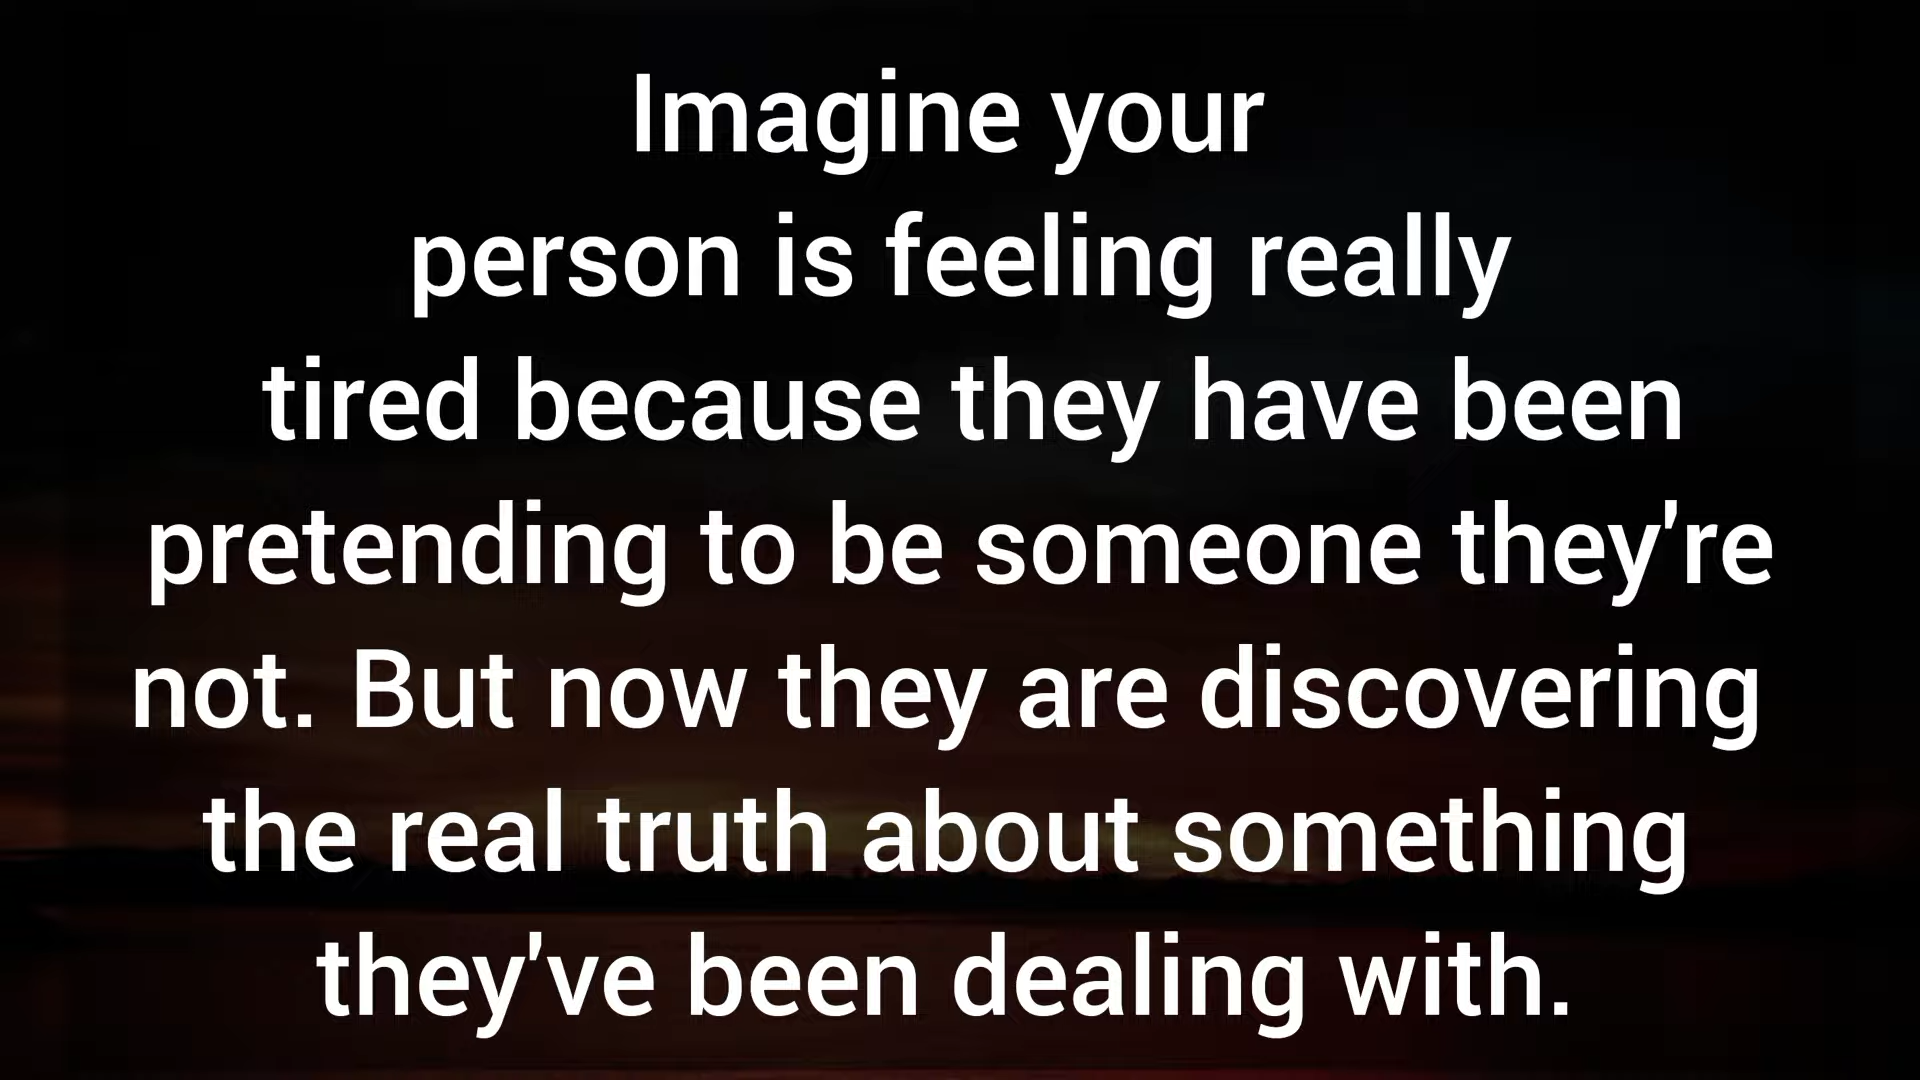 Imagine your
person is feeling really
tired because they have been
pretending to be someone they're
not. But now they are discovering
the real truth about something
they've been dealing with.